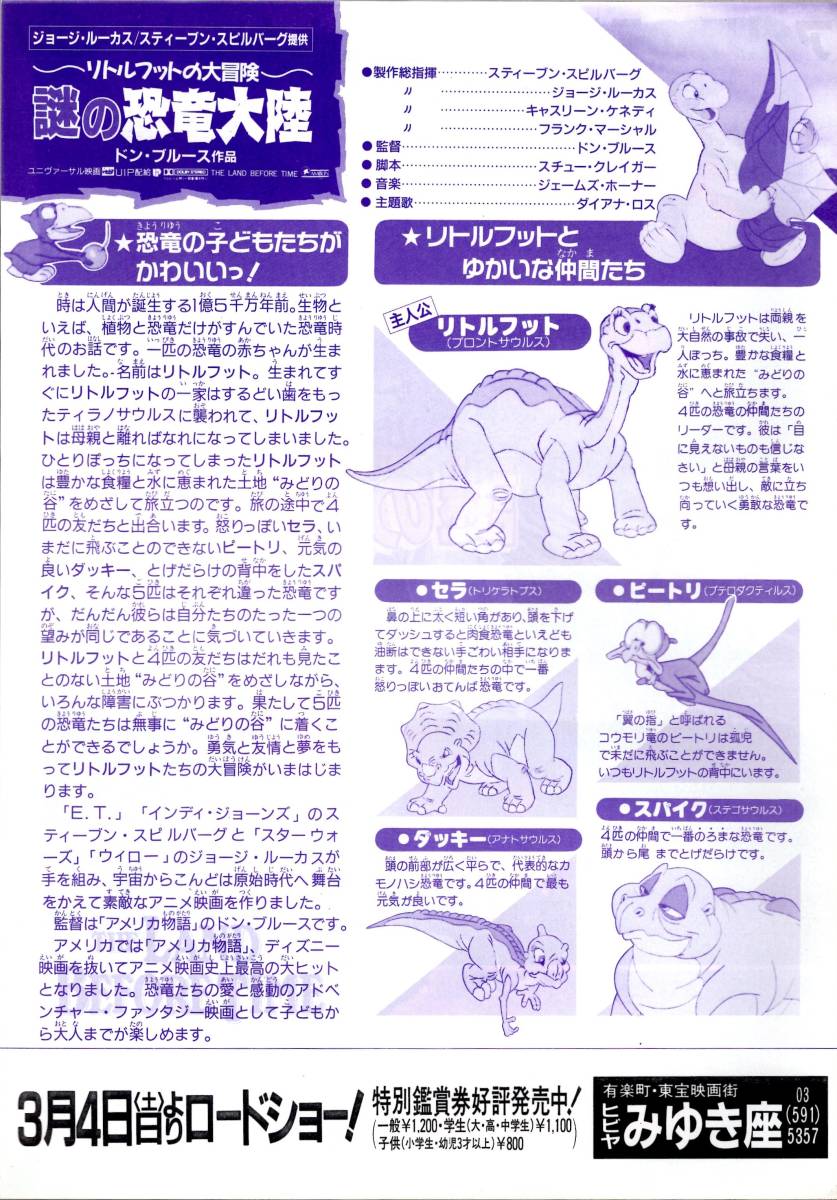 ジョージ・ルーカス/スティーブン・スピルバーグ提供
〜リトルフットの大冒険〜
謎の恐竜大陸
ドン・ブルース作品
ユニヴァーサル映画 UIP配給 DOLBY STEREO THE LAND BEFORE TIME
●製作総指揮…………スティーブン・スピルバーグ
〃 …………………ジョージ・ルーカス
〃 ………………キャスリーン・ケネディ
〃 ………………フランク・マーシャル
●監督…………………………ドン・ブルース
●脚本………………スチュー・クレイガー
●音楽………………ジェームズ・ホーナー
●主題歌…………………………ダイアナ・ロス
★恐竜の子どもたちが
かわいいっ!
時は人間が誕生する1億5千万年前。生物と
いえば、植物と恐竜だけがすんでいた恐竜時
代のお話です。一匹の恐竜の赤ちゃんが生ま
れました。名前はリトルフット。生まれてす
ぐにリトルフットの一家はするどい歯をもっ
たティラノサウルスに襲われて、リトルフッ
トは母親と離ればなれになってしまいました。
ひとりぼっちになってしまったリトルフット
は豊かな食糧と水に恵まれた土地“みどりの
谷”をめざして旅立つのです。旅の途中で4
匹の友だちと出合います。怒りっぽいセラ、い
まだに飛ぶことのできないピートリ、元気の
良いダッキー、とげだらけの背中をしたスパ
イク、そんな5匹はそれぞれ違った恐竜です
が、だんだん彼らは自分たちのたった一つの
望みが同じであることに気づいていきます。
リトルフットと4匹の友だちはだれも見たこ
とのない土地“みどりの谷”をめざしながら、
いろんな障害にぶつかります。果たして5匹
の恐竜たちは無事に“みどりの谷”に着くこ
とができるでしょうか。勇気と友情と夢をも
ってリトルフットたちの大冒険がいまはじま
ります。
「E.T.」「インディ・ジョーンズ」のス
ティーブン・スピルバーグと「スターウォー
ズ」「ウィロー」のジョージ・ルーカスが
手を組み、宇宙からこんどは原始時代へ舞台
をかえて素敵なアニメ映画を作りました。
監督は「アメリカ物語」のドン・ブルースです。
アメリカでは「アメリカ物語」、ディズニー
映画を抜いてアニメ映画史上最高の大ヒット
となりました。恐竜たちの愛と感動のアドベ
ンチャー・ファンタジー映画として子どもか
ら大人までが楽しめます。
★リトルフットと
ゆかいな仲間たち
主人公
リトルフット
(ブロントサウルス)
リトルフットは両親を
大自然の事故で失い、一
人ぼっち。豊かな食糧と
水に恵まれた“みどりの
谷”へと旅立ちます。
4匹の恐竜の仲間たちの
リーダーです。彼は「目
に見えないものも信じな
さい」と母親の言葉をい
つも想い出し、敵に立ち
向っていく勇敢な恐竜で
す。
●セラ(トリケラトプス)
鼻の上に太く短い角があり、頭を下げ
てダッシュすると肉食恐竜といえども
油断はできない手ごわい相手になりま
す。4匹の仲間たちの中で一番
怒りっぽいおてんば恐竜です。
●ピートリ(プテロダクティルス)
「翼の指」と呼ばれる
コウモリ竜のピートリは孤児
で未だに飛ぶことができません。
いつもリトルフットの背中にいます。
●ダッキー(アナトサウルス)
頭の前部が広く平らで、代表的なカ
モノハシ恐竜です。4匹の仲間で最も
元気が良いです。
●スパイク(ステゴサウルス)
4匹の仲間で一番のろまな恐竜です。
頭から尾までとげだらけです。
3月4日〈土〉〈日〉よりロードショー!
特別鑑賞券好評発売中!
(一般¥1,200・学生(大・高・中学生)¥1,100)
子供(小学生・幼児3才以上)¥800
有楽町・東宝映画街
ヒビヤみゆき座
03
(591)
5357